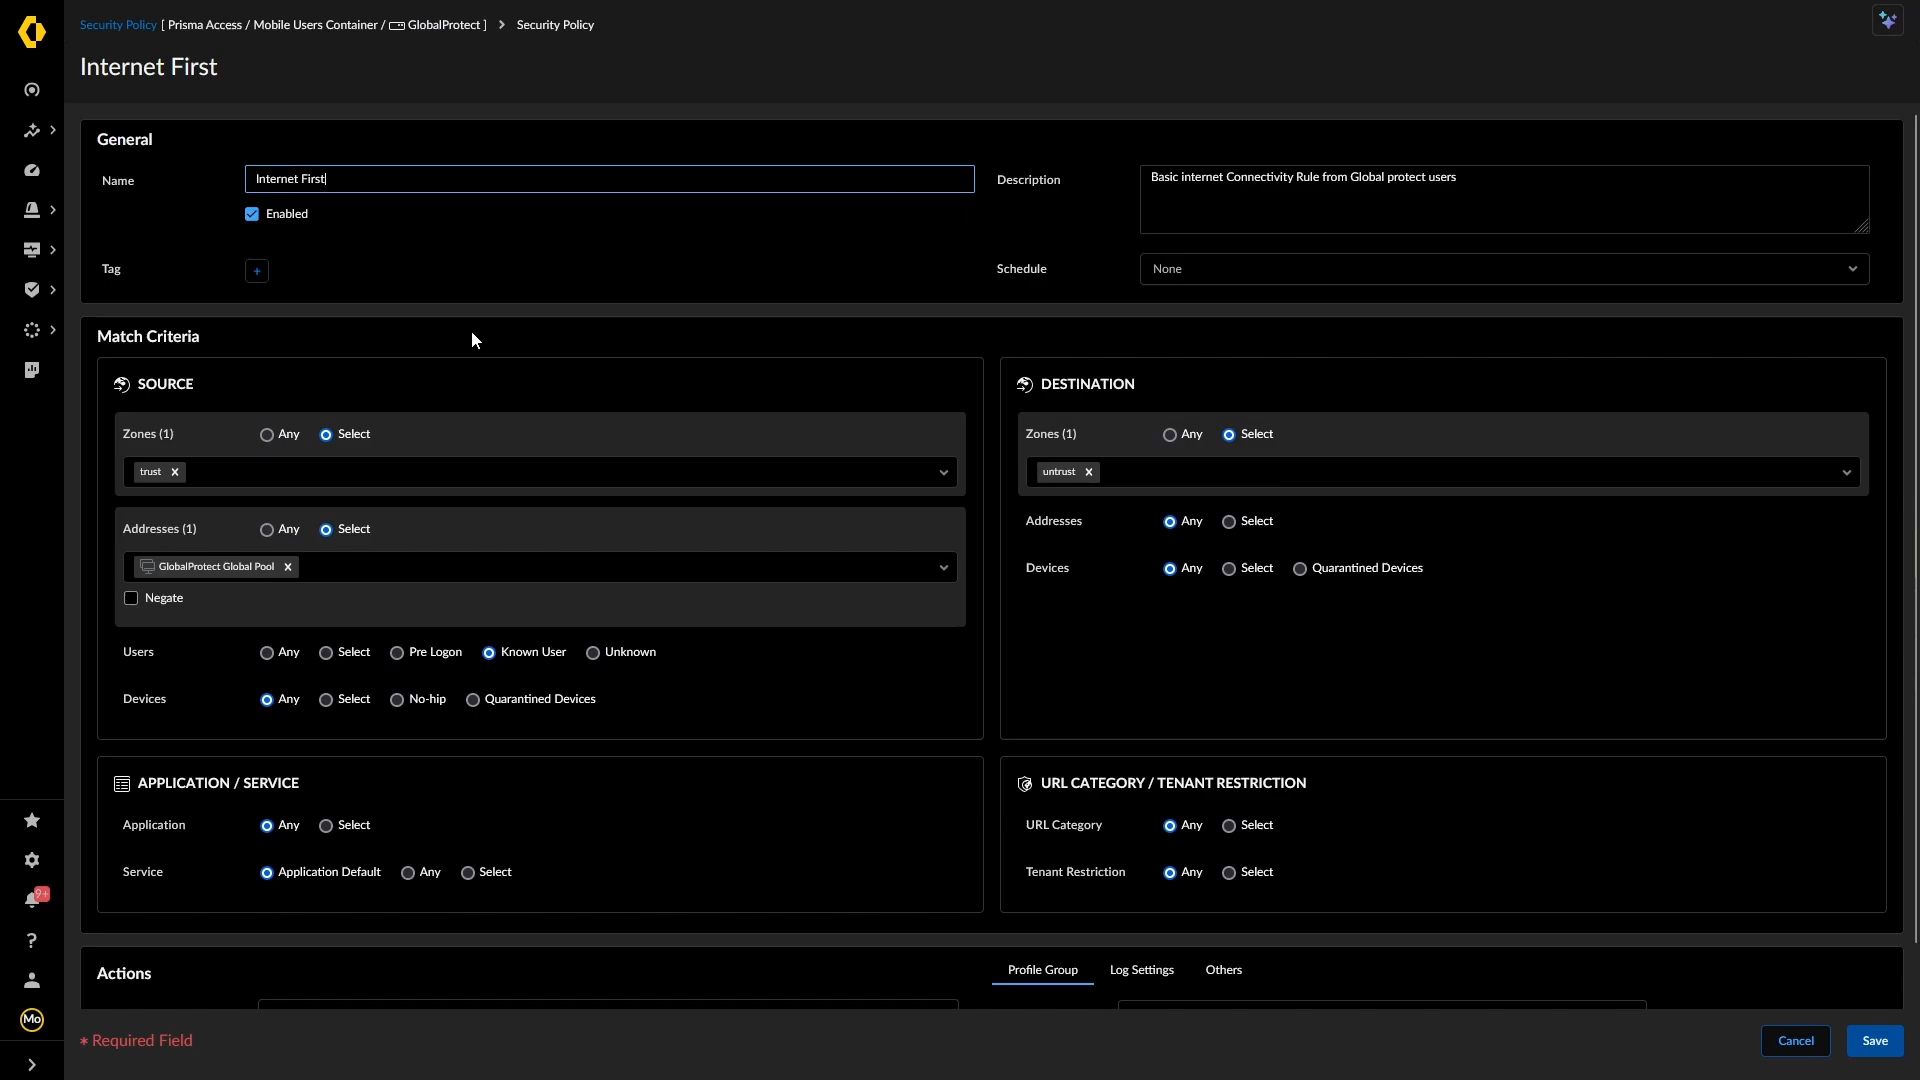 Security Policy [ Prisma Access / Mobile Users Container / GlobalProtect ] > Security Policy
Internet First
General
Name
Internet First
Description
Basic internet Connectivity Rule from Global protect users
Enabled
Tag
+
Schedule
None
Match Criteria
SOURCE
Zones (1)
Any
Select
trust ×
Addresses (1)
Any
Select
GlobalProtect Global Pool ×
Negate
Users
Any
Select
Pre Logon
Known User
Unknown
Devices
Any
Select
No-hip
Quarantined Devices
DESTINATION
Zones (1)
Any
Select
untrust ×
Addresses
Any
Select
Devices
Any
Select
Quarantined Devices
APPLICATION / SERVICE
Application
Any
Select
Service
Application Default
Any
Select
URL CATEGORY / TENANT RESTRICTION
URL Category
Any
Select
Tenant Restriction
Any
Select
Actions
Profile Group
Log Settings
Others
9+
?
Mo
* Required Field
Cancel
Save